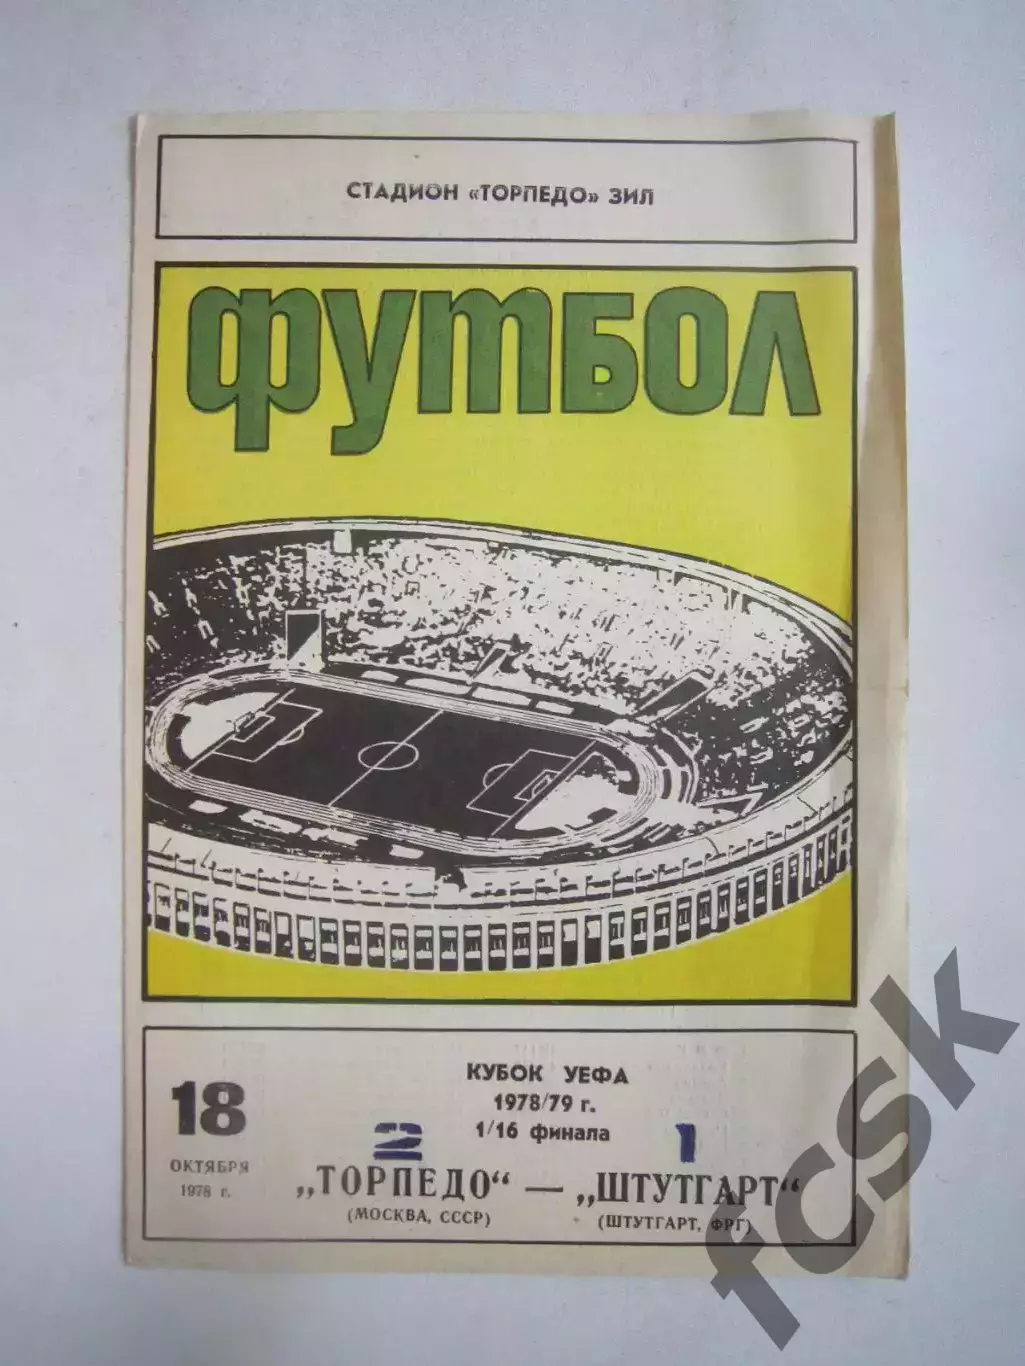 СТАДИОН «ТОРПЕДО» ЗИЛ
ФУТБОЛ
КУБОК УЕФА
1978/79 г.
1/16 финала
18
ОКТЯБРЯ
1978 г.
2 1
„ТОРПЕДО“ — „ШТУТГАРТ“
(МОСКВА, СССР) (ШТУТГАРТ, ФРГ)
fcsk